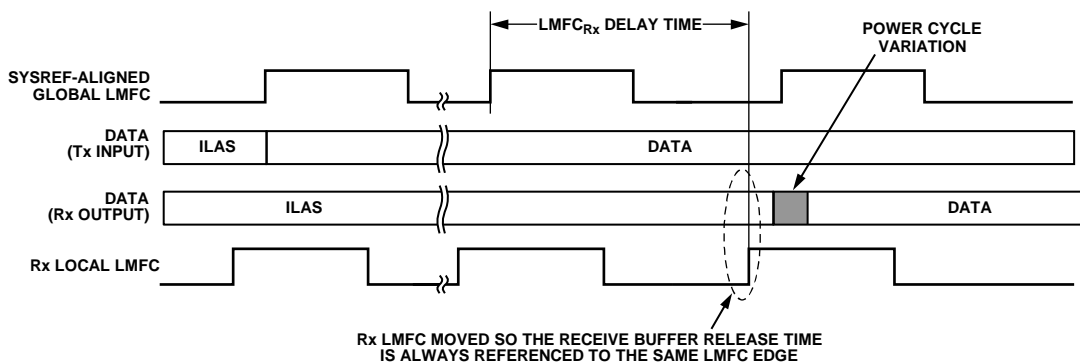 LMFCRx DELAY TIME
POWER CYCLE
VARIATION
SYSREF-ALIGNED
GLOBAL LMFC
DATA
(Tx INPUT)
ILAS
DATA
DATA
(Rx OUTPUT)
ILAS
DATA
Rx LOCAL LMFC
Rx LMFC MOVED SO THE RECEIVE BUFFER RELEASE TIME
IS ALWAYS REFERENCED TO THE SAME LMFC EDGE